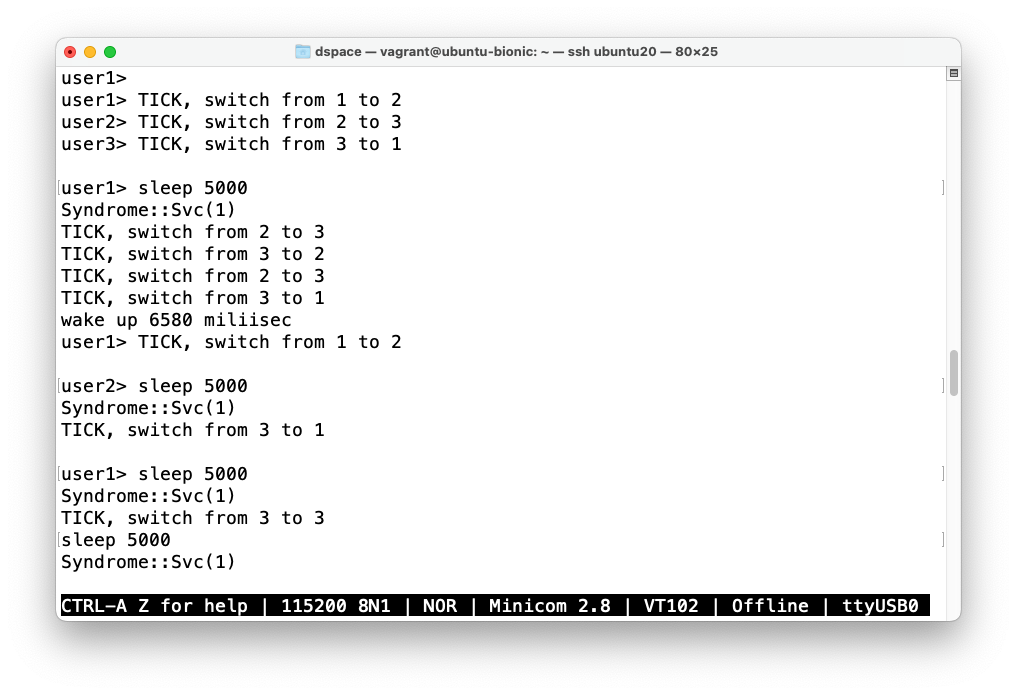 dspace — vagrant@ubuntu-bionic: ~ — ssh ubuntu20 — 80×25
user1>
user1> TICK, switch from 1 to 2
user2> TICK, switch from 2 to 3
user3> TICK, switch from 3 to 1
[user1> sleep 5000 ]
Syndrome::Svc(1)
TICK, switch from 2 to 3
TICK, switch from 3 to 2
TICK, switch from 2 to 3
TICK, switch from 3 to 1
wake up 6580 miliisec
user1> TICK, switch from 1 to 2
[user2> sleep 5000 ]
Syndrome::Svc(1)
TICK, switch from 3 to 1
[user1> sleep 5000 ]
Syndrome::Svc(1)
TICK, switch from 3 to 3
[sleep 5000 ]
Syndrome::Svc(1)
CTRL-A Z for help | 115200 8N1 | NOR | Minicom 2.8 | VT102 | Offline | ttyUSB0